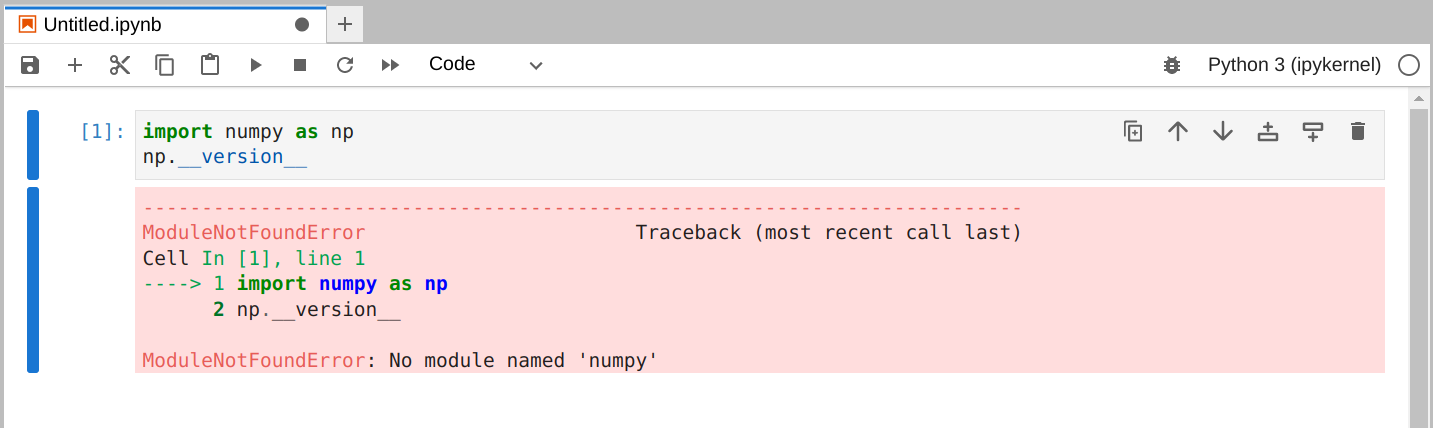 Untitled.ipynb
Code
Python 3 (ipykernel)
[1]: import numpy as np
np.__version__
---------------------------------------------------------------------------
ModuleNotFoundError                       Traceback (most recent call last)
Cell In [1], line 1
----> 1 import numpy as np
      2 np.__version__
ModuleNotFoundError: No module named 'numpy'